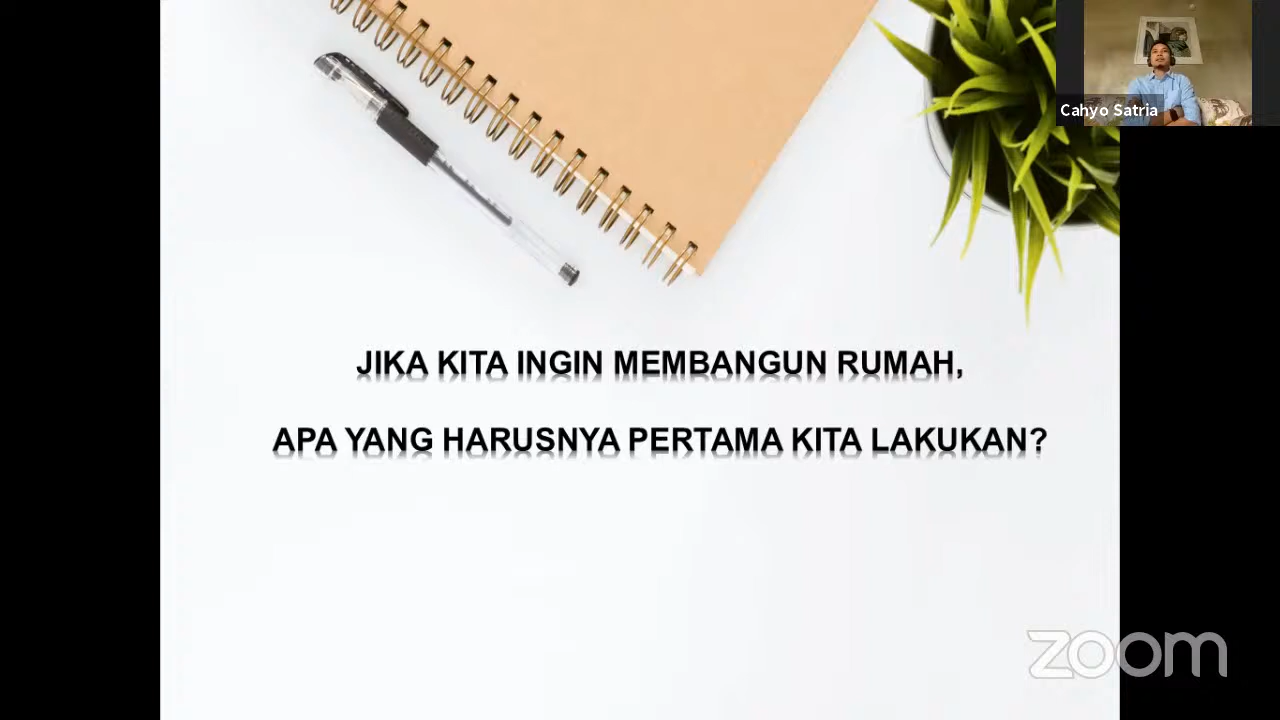 Cahyo Satria
JIKA KITA INGIN MEMBANGUN RUMAH,
APA YANG HARUSNYA PERTAMA KITA LAKUKAN?
zoom